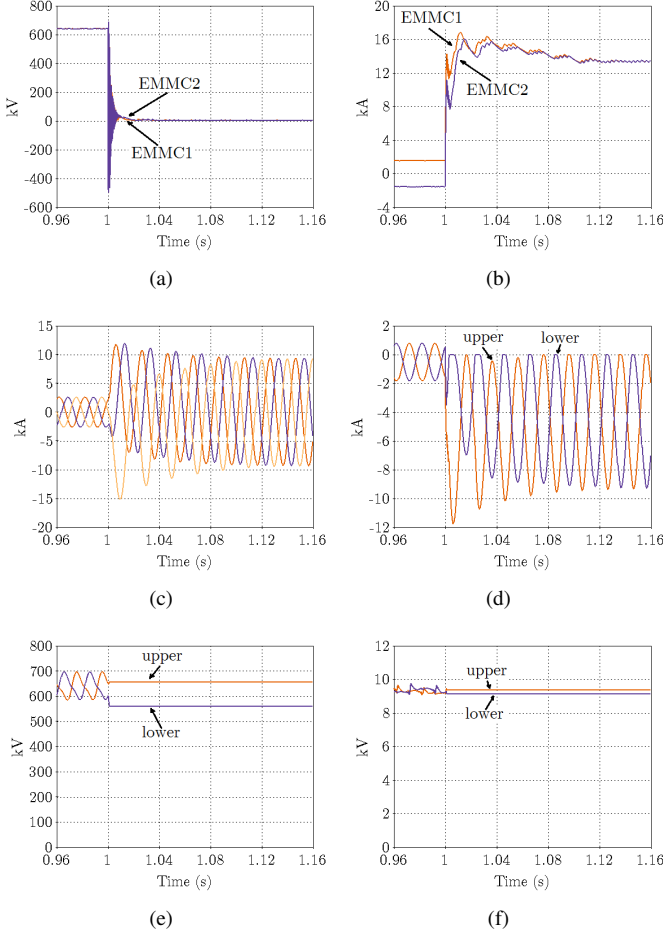 800
600
400
200
0
-200
-400
-600
kV
EMMC2
EMMC1
0.96 1 1.04 1.08 1.12 1.16
Time (s)
(a)
20
16
12
8
4
0
-4
kA
EMMC1
EMMC2
0.96 1 1.04 1.08 1.12 1.16
Time (s)
(b)
15
10
5
0
-5
-10
-15
-20
kA
0.96 1 1.04 1.08 1.12 1.16
Time (s)
(c)
2
0
-2
-4
-6
-8
-10
-12
kA
upper lower
0.96 1 1.04 1.08 1.12 1.16
Time (s)
(d)
800
700
600
500
400
300
200
100
0
kV
upper
lower
0.96 1 1.04 1.08 1.12 1.16
Time (s)
(e)
12
10
8
6
4
2
0
kV
upper
lower
0.96 1 1.04 1.08 1.12 1.16
Time (s)
(f)